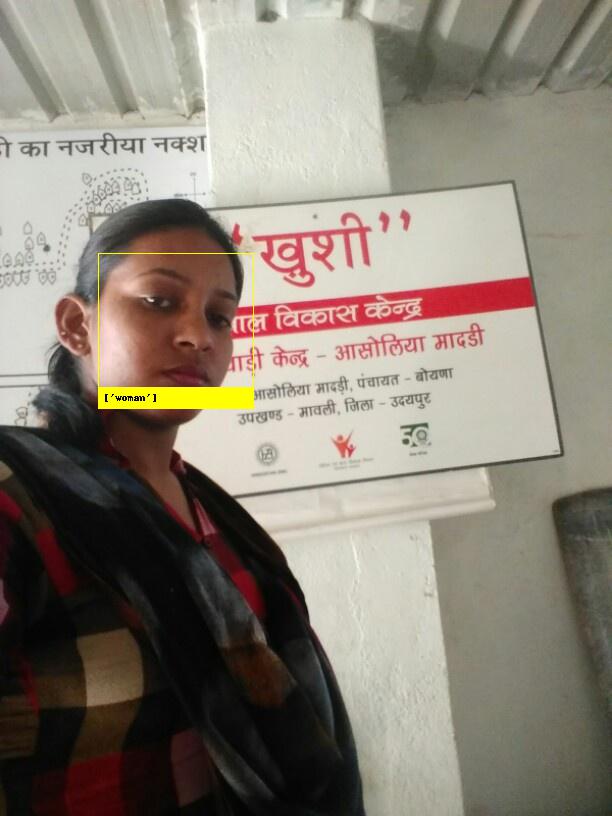 का नजरीया नक्श
"खुशी"
विकास केन्द्र
केन्द्र - आसोलिया मादडी
आसोलिया मादड़ी, पंचायत - बोयणा
उपखण्ड - मावली, जिला - उदयपुर
['woman']